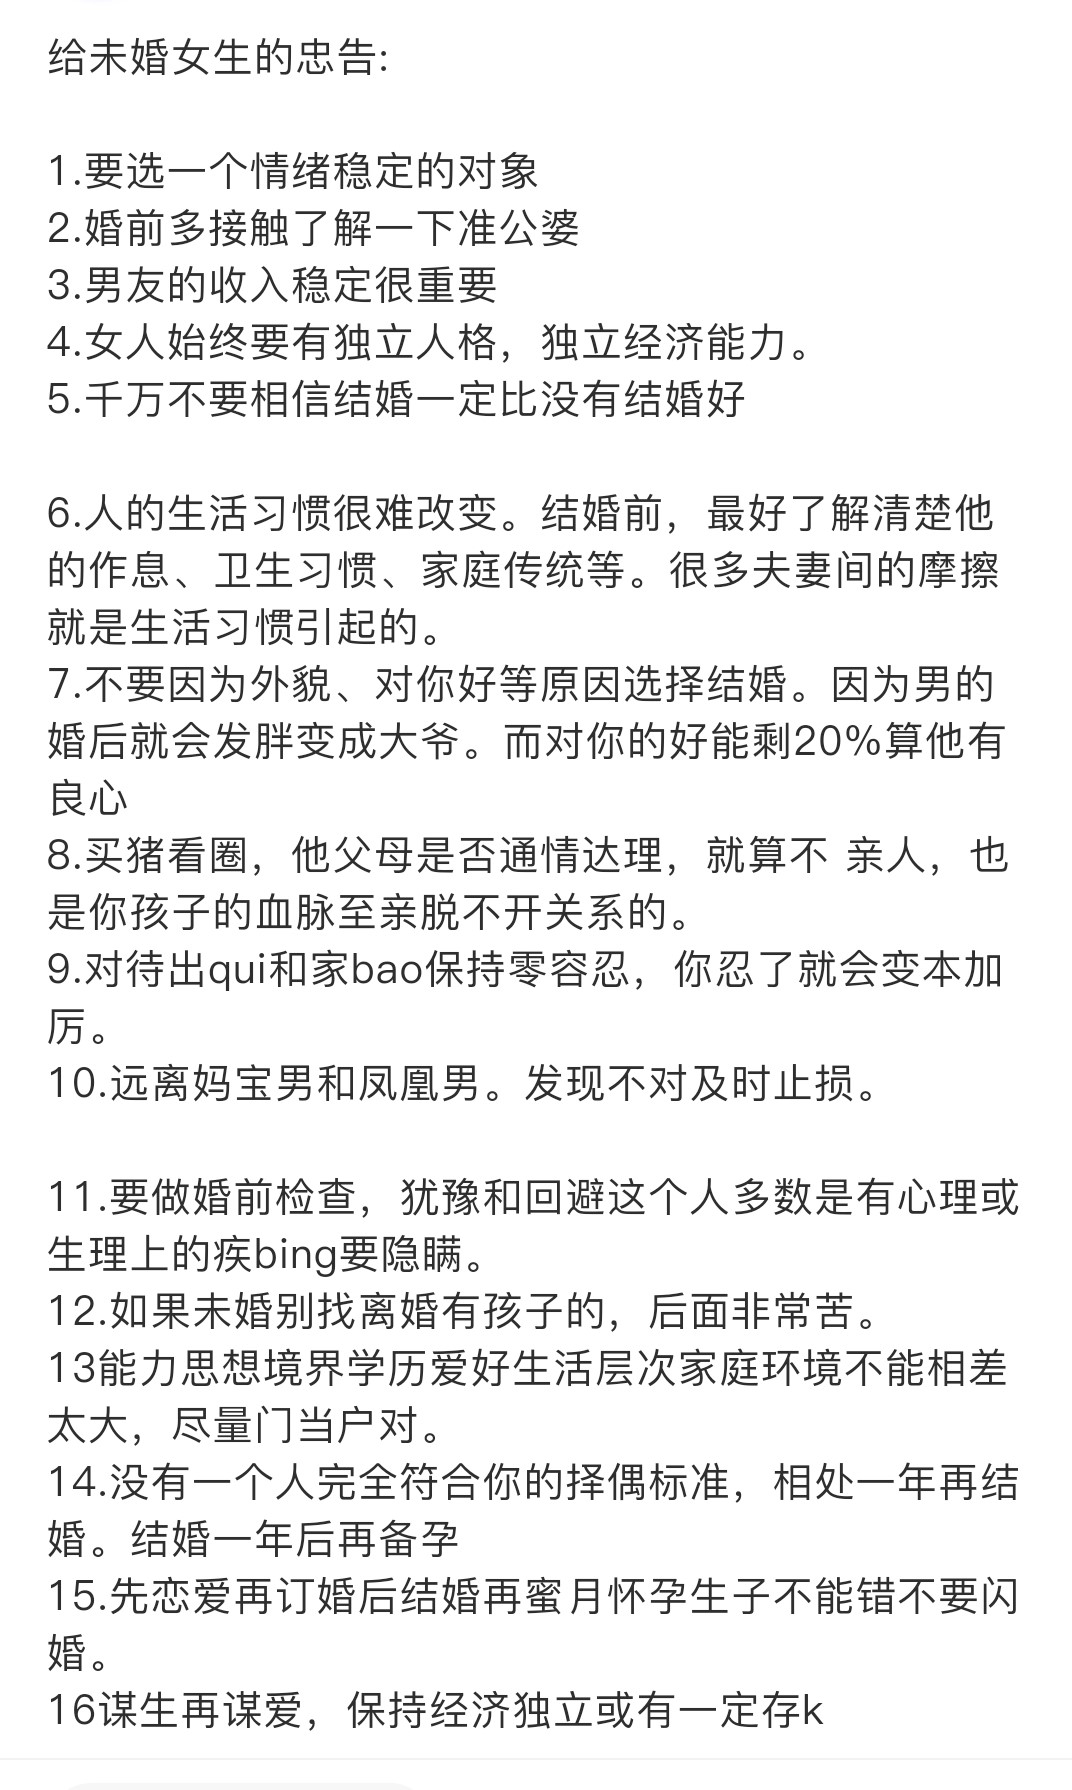 给未婚女生的忠告:
1.要选一个情绪稳定的对象
2.婚前多接触了解一下准公婆
3.男友的收入稳定很重要
4.女人始终要有独立人格，独立经济能力。
5.千万不要相信结婚一定比没有结婚好
6.人的生活习惯很难改变。结婚前，最好了解清楚他
的作息、卫生习惯、家庭传统等。很多夫妻间的摩擦
就是生活习惯引起的。
7.不要因为外貌、对你好等原因选择结婚。因为男的
婚后就会发胖变成大爷。而对你的好能剩20%算他有
良心
8.买猪看圈，他父母是否通情达理，就算不 亲人，也
是你孩子的血脉至亲脱不开关系的。
9.对待出qui和家bao保持零容忍，你忍了就会变本加
厉。
10.远离妈宝男和凤凰男。发现不对及时止损。
11.要做婚前检查，犹豫和回避这个人多数是有心理或
生理上的疾bing要隐瞒。
12.如果未婚别找离婚有孩子的，后面非常苦。
13能力思想境界学历爱好生活层次家庭环境不能相差
太大，尽量门当户对。
14.没有一个人完全符合你的择偶标准，相处一年再结
婚。结婚一年后再备孕
15.先恋爱再订婚后结婚再蜜月怀孕生子不能错不要闪
婚。
16谋生再谋爱，保持经济独立或有一定存k